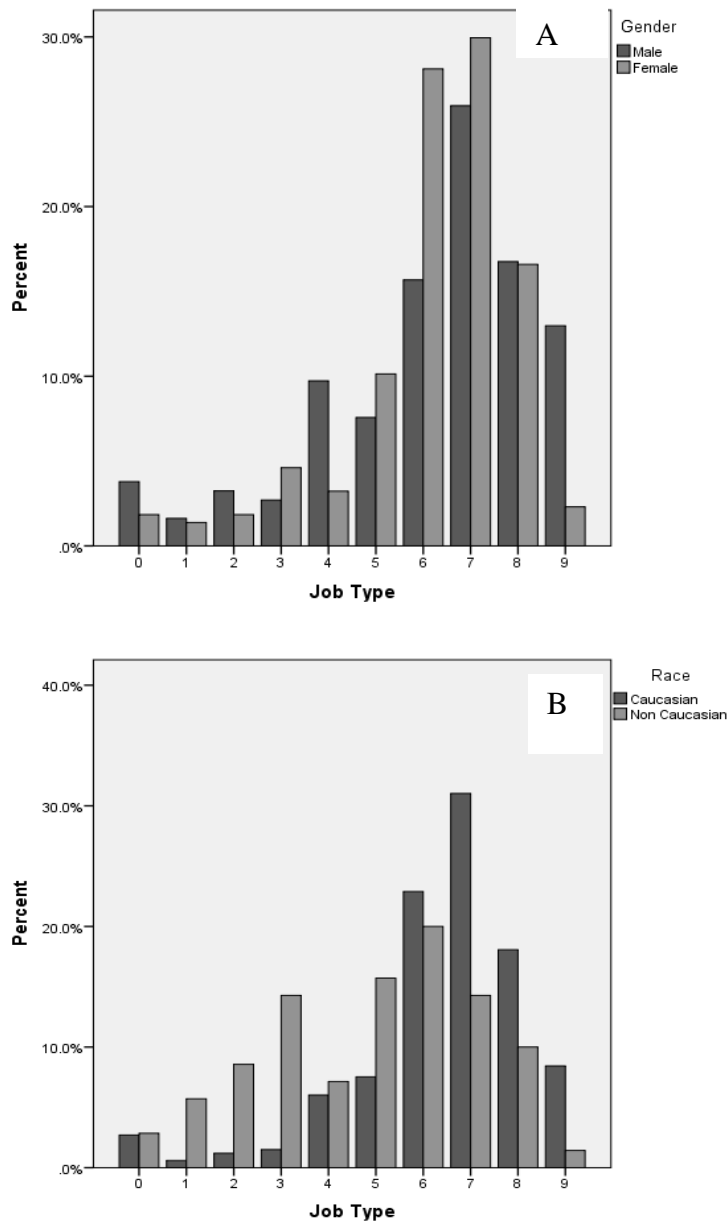 A
Gender
Male
Female
30.0%
20.0%
10.0%
.0%
Percent
0 1 2 3 4 5 6 7 8 9
Job Type
B
Race
Caucasian
Non Caucasian
40.0%
30.0%
20.0%
10.0%
.0%
Percent
0 1 2 3 4 5 6 7 8 9
Job Type